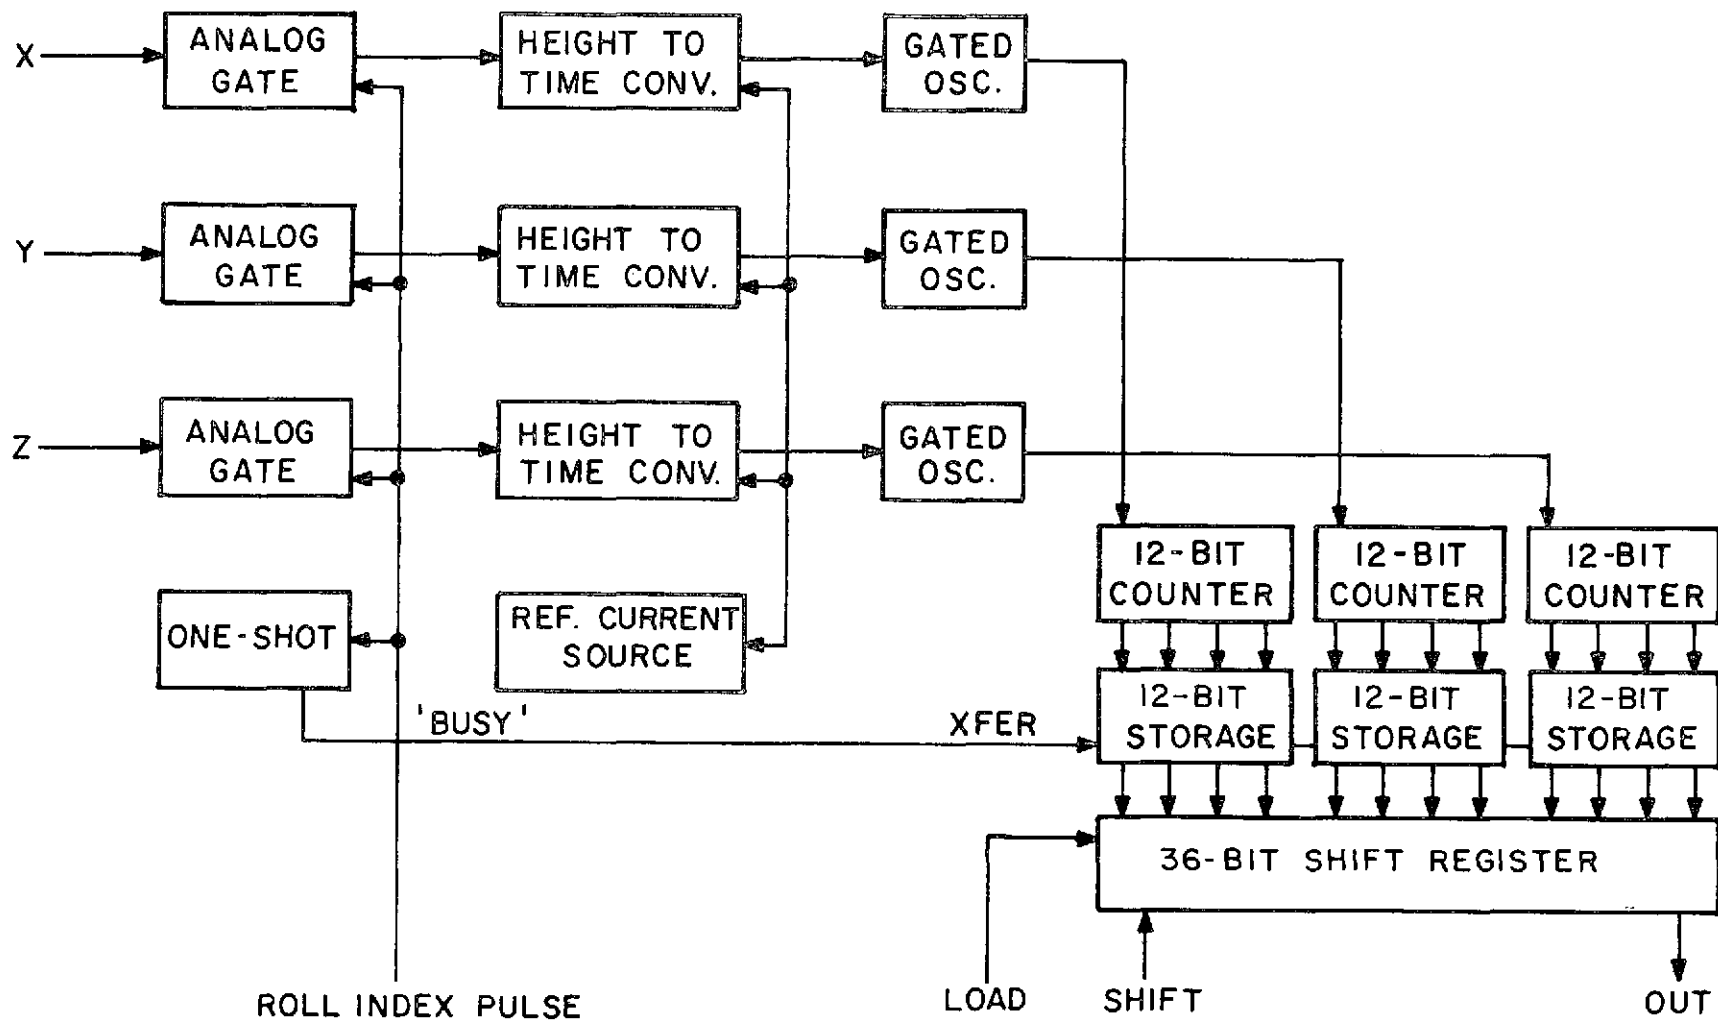 X
ANALOG
GATE
HEIGHT TO
TIME CONV.
GATED
OSC.
Y
ANALOG
GATE
HEIGHT TO
TIME CONV.
GATED
OSC.
Z
ANALOG
GATE
HEIGHT TO
TIME CONV.
GATED
OSC.
ONE-SHOT
REF. CURRENT
SOURCE
12-BIT
COUNTER
12-BIT
COUNTER
12-BIT
COUNTER
'BUSY'
XFER
12-BIT
STORAGE
12-BIT
STORAGE
12-BIT
STORAGE
36-BIT SHIFT REGISTER
ROLL INDEX PULSE
LOAD
SHIFT
OUT